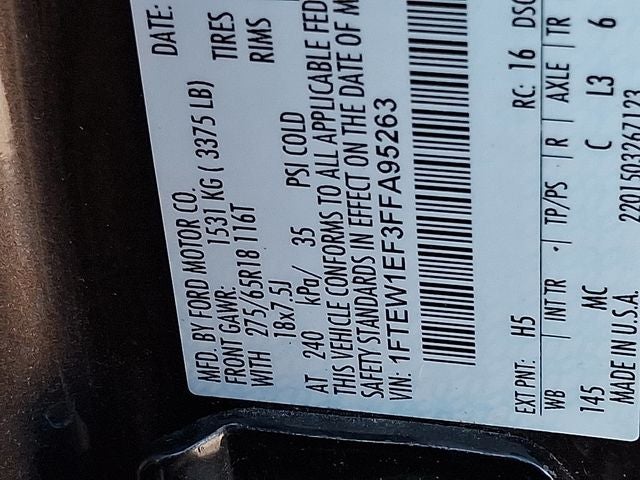 MFD. BY FORD MOTOR CO.
DATE:
FRONT GAWR: 1531 KG ( 3375 LB)
WITH 275/65R18 116T TIRES
18x7.5J RIMS
AT 240 kPa/ 35 PSI COLD
THIS VEHICLE CONFORMS TO ALL APPLICABLE FED
SAFETY STANDARDS IN EFFECT ON THE DATE OF M
VIN: 1FTEW1EF3FFA95263
EXT PNT: H5 RC: 16 DSO
WB | INT TR | TP/PS | R | AXLE | TR
145 MC C L3 6
MADE IN U.S.A. 2201503267123